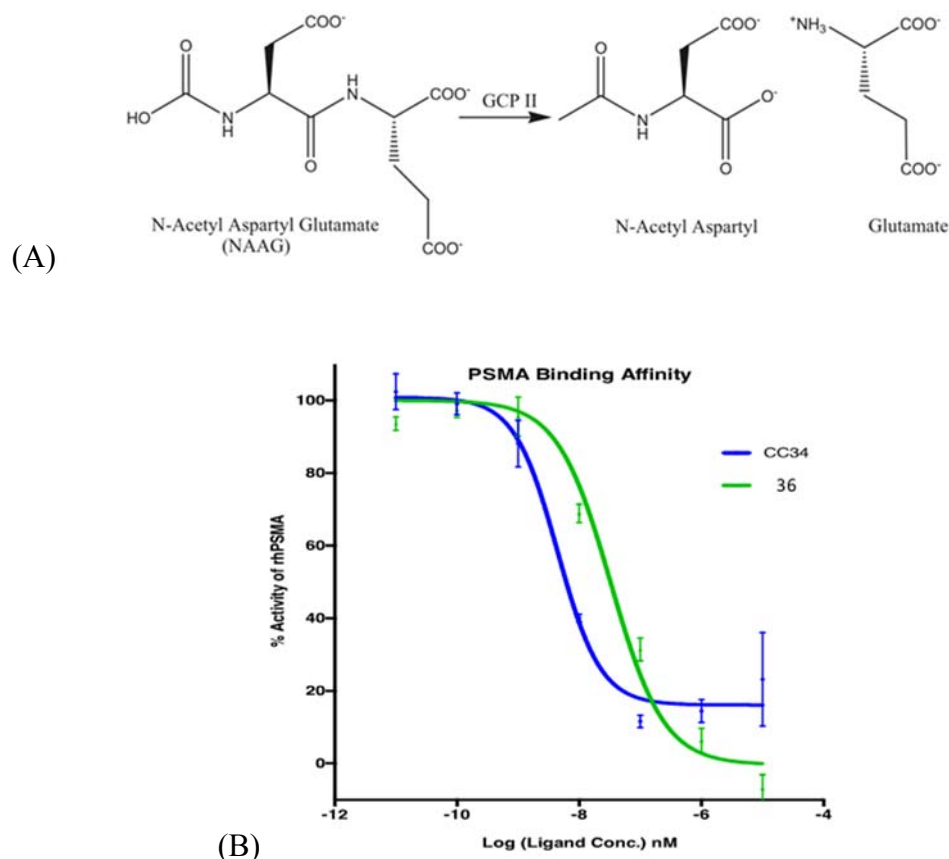 COO-
COO-
+NH3
COO-
O
H
N
COO-
GCP II
O
O-
HO
N
H
O
N
H
O
COO-
N-Acetyl Aspartyl Glutamate
(NAAG)
COO-
N-Acetyl Aspartyl
Glutamate
(A)
PSMA Binding Affinity
% Activity of rhPSMA
100
80
60
40
20
0
CC34
36
-12
-10
-8
-6
-4
Log (Ligand Conc.) nM
(B)